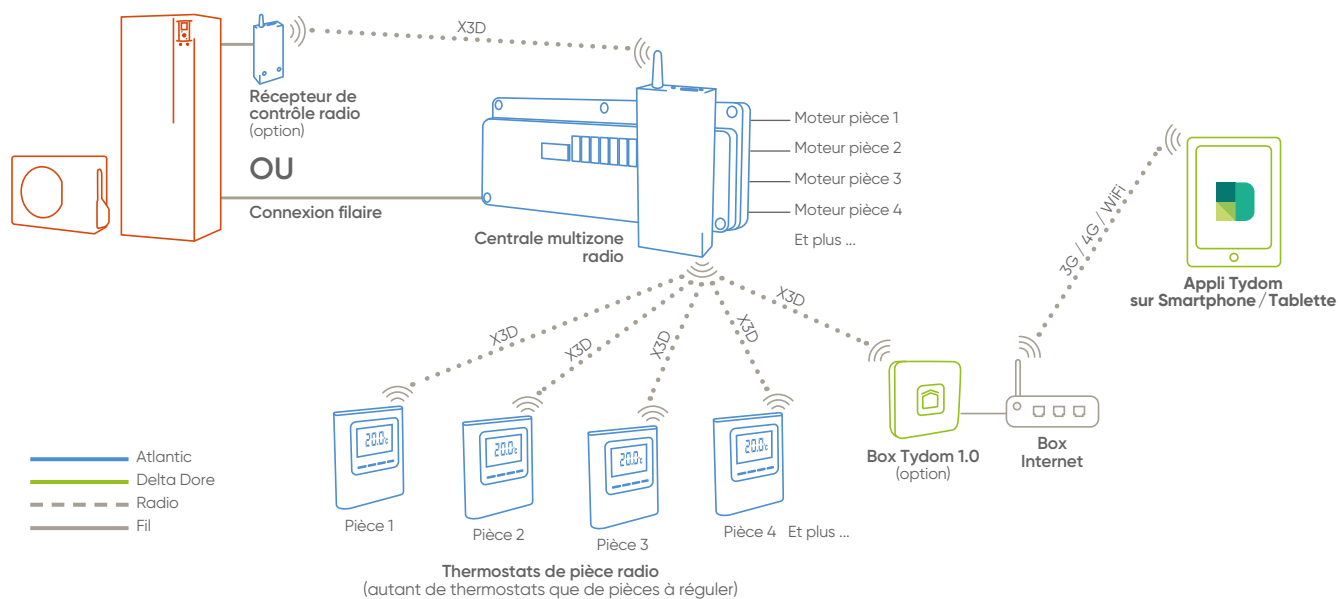 X3D
Récepteur de
contrôle radio
(option)
OU
Connexion filaire
Centrale multizone
radio
Moteur pièce 1
Moteur pièce 2
Moteur pièce 3
Moteur pièce 4
Et plus ...
3G / 4G / WiFi
Appli Tydom
sur Smartphone / Tablette
X3D
X3D
X3D
X3D
X3D
20.0c
20.0c
20.0c
20.0c
Pièce 1
Pièce 2
Pièce 3
Pièce 4
Et plus ...
Thermostats de pièce radio
(autant de thermostats que de pièces à réguler)
Box Tydom 1.0
(option)
Box
Internet
Atlantic
Delta Dore
Radio
Fil